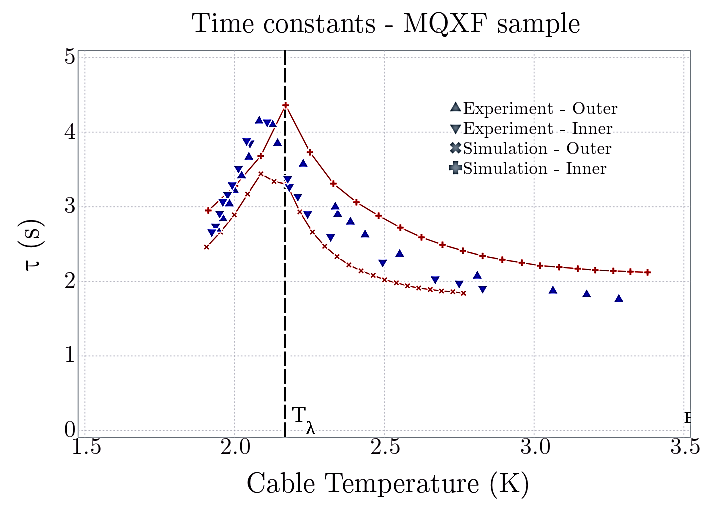 Time constants - MQXF sample
5
4
3
2
1
0
τ (s)
Experiment - Outer
Experiment - Inner
Simulation - Outer
Simulation - Inner
Tλ
1.5 2.0 2.5 3.0 3.5
Cable Temperature (K)